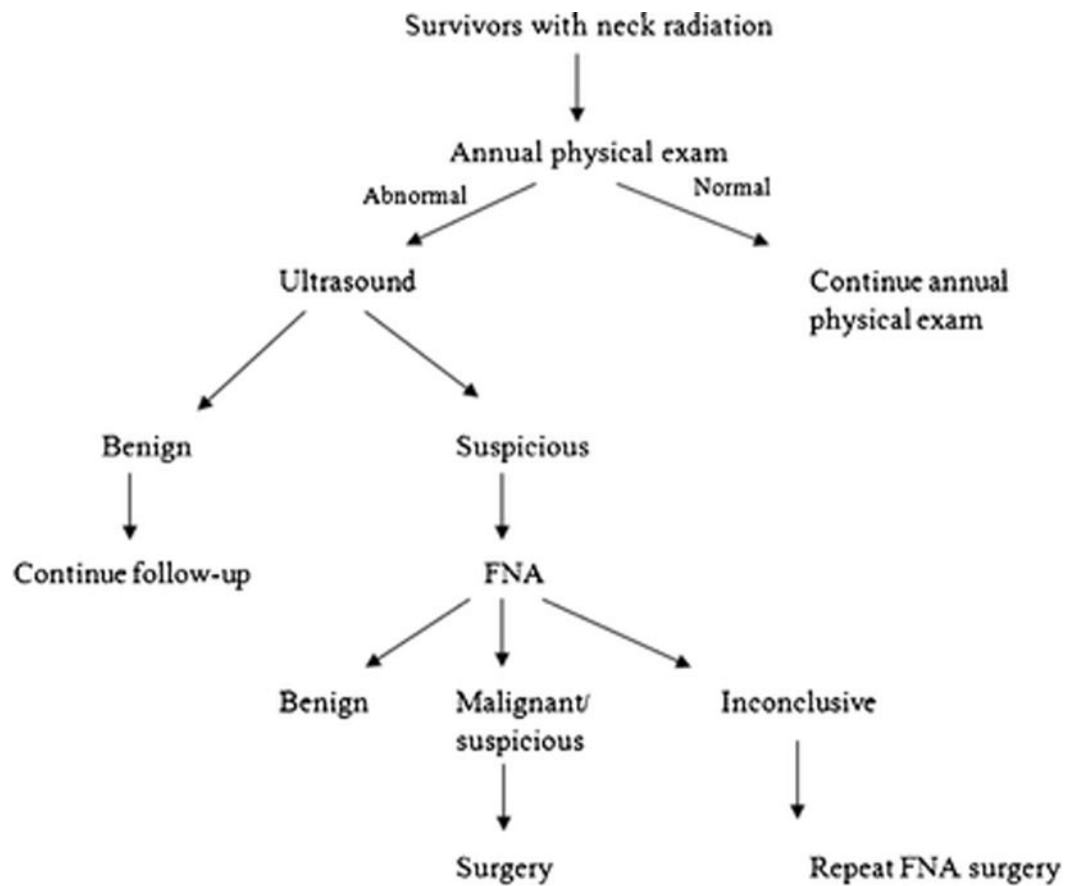 Survivors with neck radiation
Annual physical exam
Abnormal
Normal
Ultrasound
Continue annual
physical exam
Benign
Suspicious
Continue follow-up
FNA
Benign
Malignant/
suspicious
Inconclusive
Surgery
Repeat FNA surgery